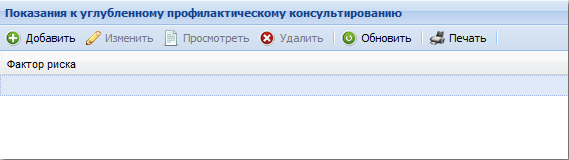 Показания к углубленному профилактическому консультированию
Добавить Изменить Просмотреть Удалить Обновить Печать
Фактор риска